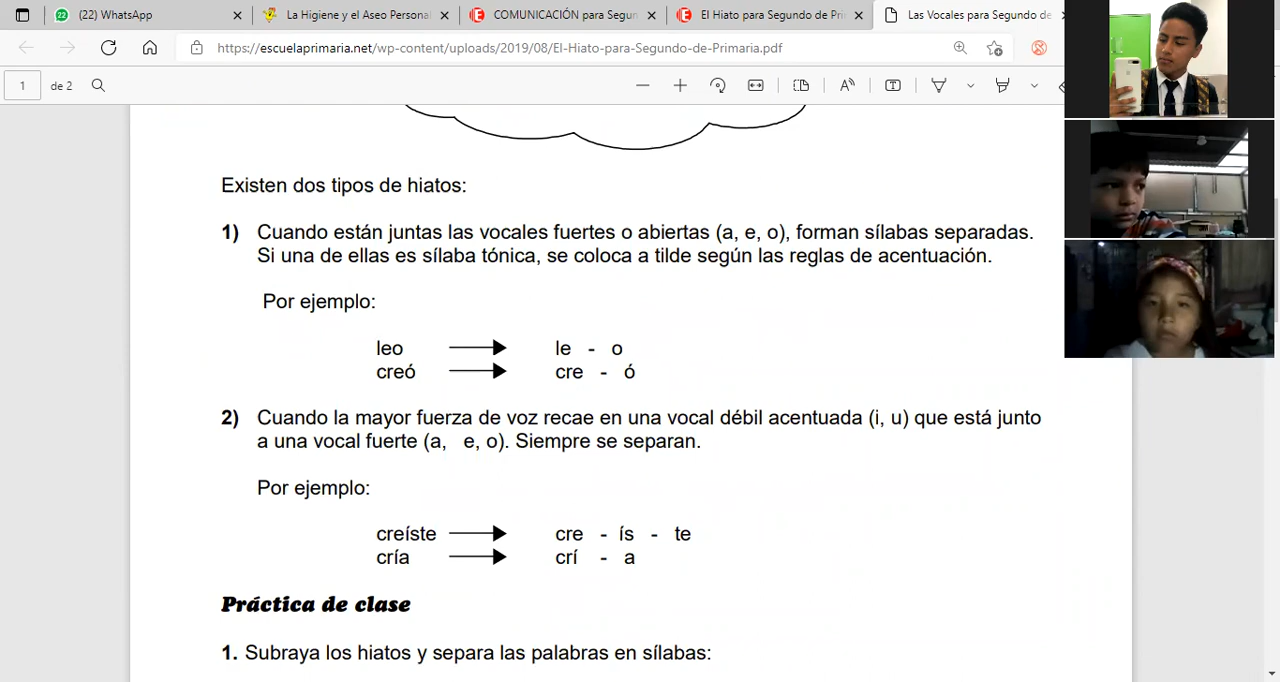 (22) WhatsApp
La Higiene y el Aseo Persona
COMUNICACIÓN para Segun
El Hiato para Segundo de Pri
Las Vocales para Segundo de
https://escuelaprimaria.net/wp-content/uploads/2019/08/El-Hiato-para-Segundo-de-Primaria.pdf
1 de 2
Existen dos tipos de hiatos:
1) Cuando están juntas las vocales fuertes o abiertas (a, e, o), forman sílabas separadas.
Si una de ellas es sílaba tónica, se coloca a tilde según las reglas de acentuación.
Por ejemplo:
leo le - o
creó cre - ó
2) Cuando la mayor fuerza de voz recae en una vocal débil acentuada (i, u) que está junto
a una vocal fuerte (a, e, o). Siempre se separan.
Por ejemplo:
creíste cre - ís - te
cría crí - a
Práctica de clase
1. Subraya los hiatos y separa las palabras en sílabas: